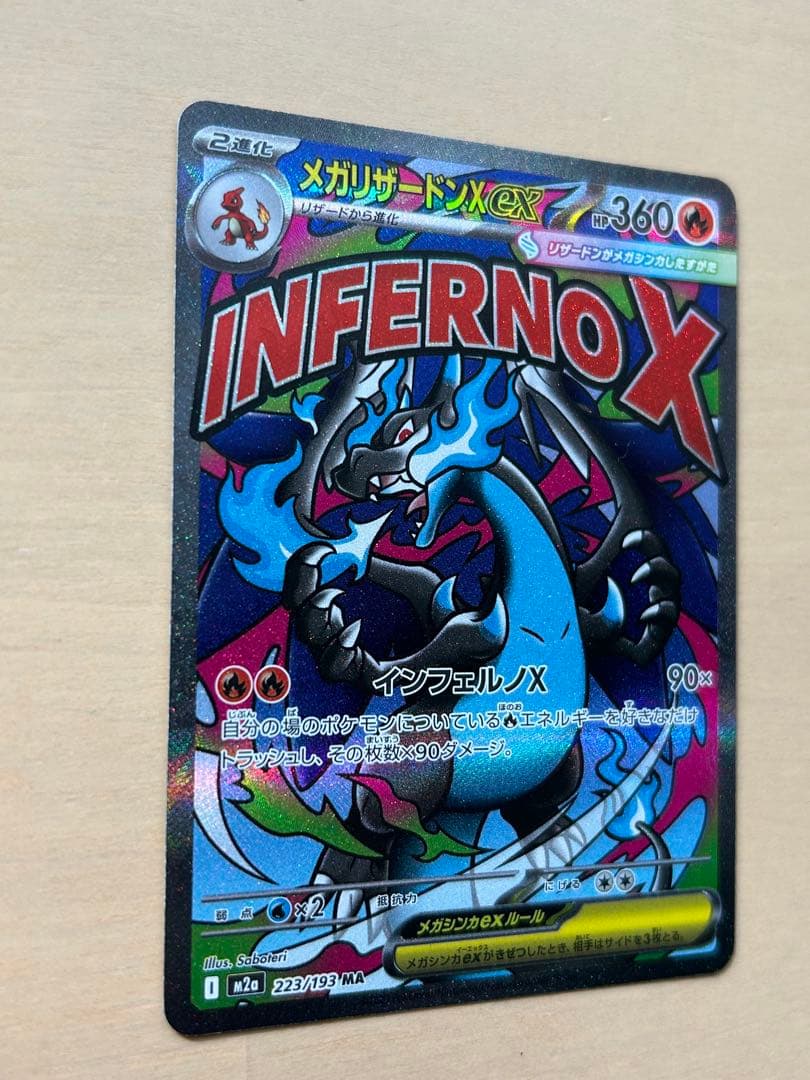 2進化
メガリザードンXex
HP360
リザードから進化
リザードンがメガシンカしたすがた
INFERNOX
インフェルノX 90×
自分の場のポケモンについているエネルギーを好きなだけ
トラッシュし、その枚数×90ダメージ。
弱点 ×2 抵抗力 にげる
メガシンカexルール
メガシンカexがきぜつしたとき、相手はサイドを3枚とる。
Illus. Saboteri
I m2a 223/193 MA